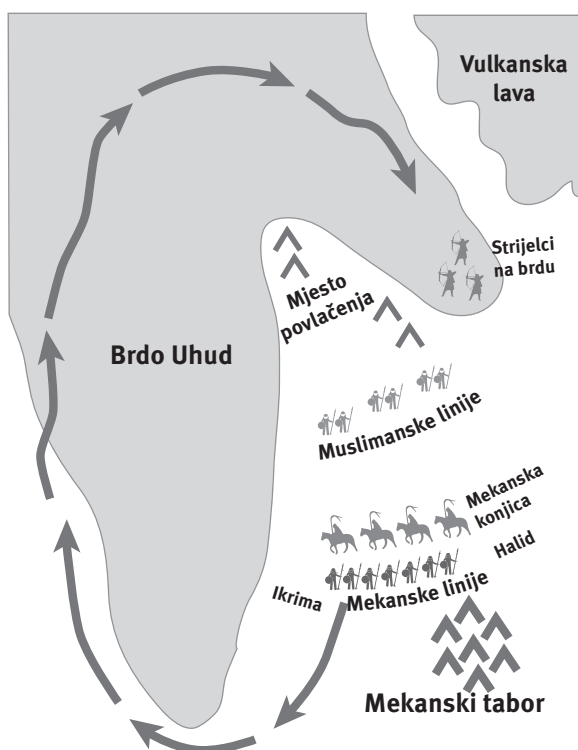 Vulkanska
lava
Strijelci
na brdu
Mjesto
povlačenja
Brdo Uhud
Muslimanske linije
Mekanska
konjica
Halid
Ikrima
Mekanske linije
Mekanski tabor